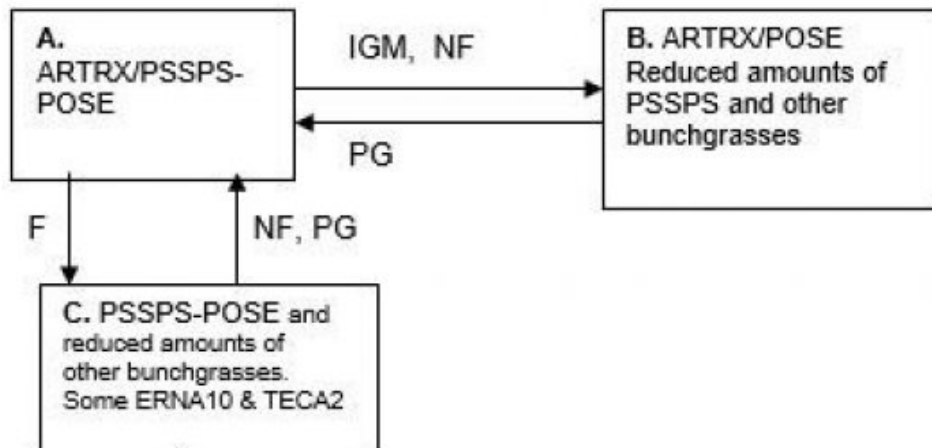 A.
ARTRX/PSSPS-
POSE
IGM, NF
PG
B. ARTRX/POSE
Reduced amounts of
PSSPS and other
bunchgrasses
F
NF, PG
C. PSSPS-POSE and
reduced amounts of
other bunchgrasses.
Some ERNA10 & TECA2